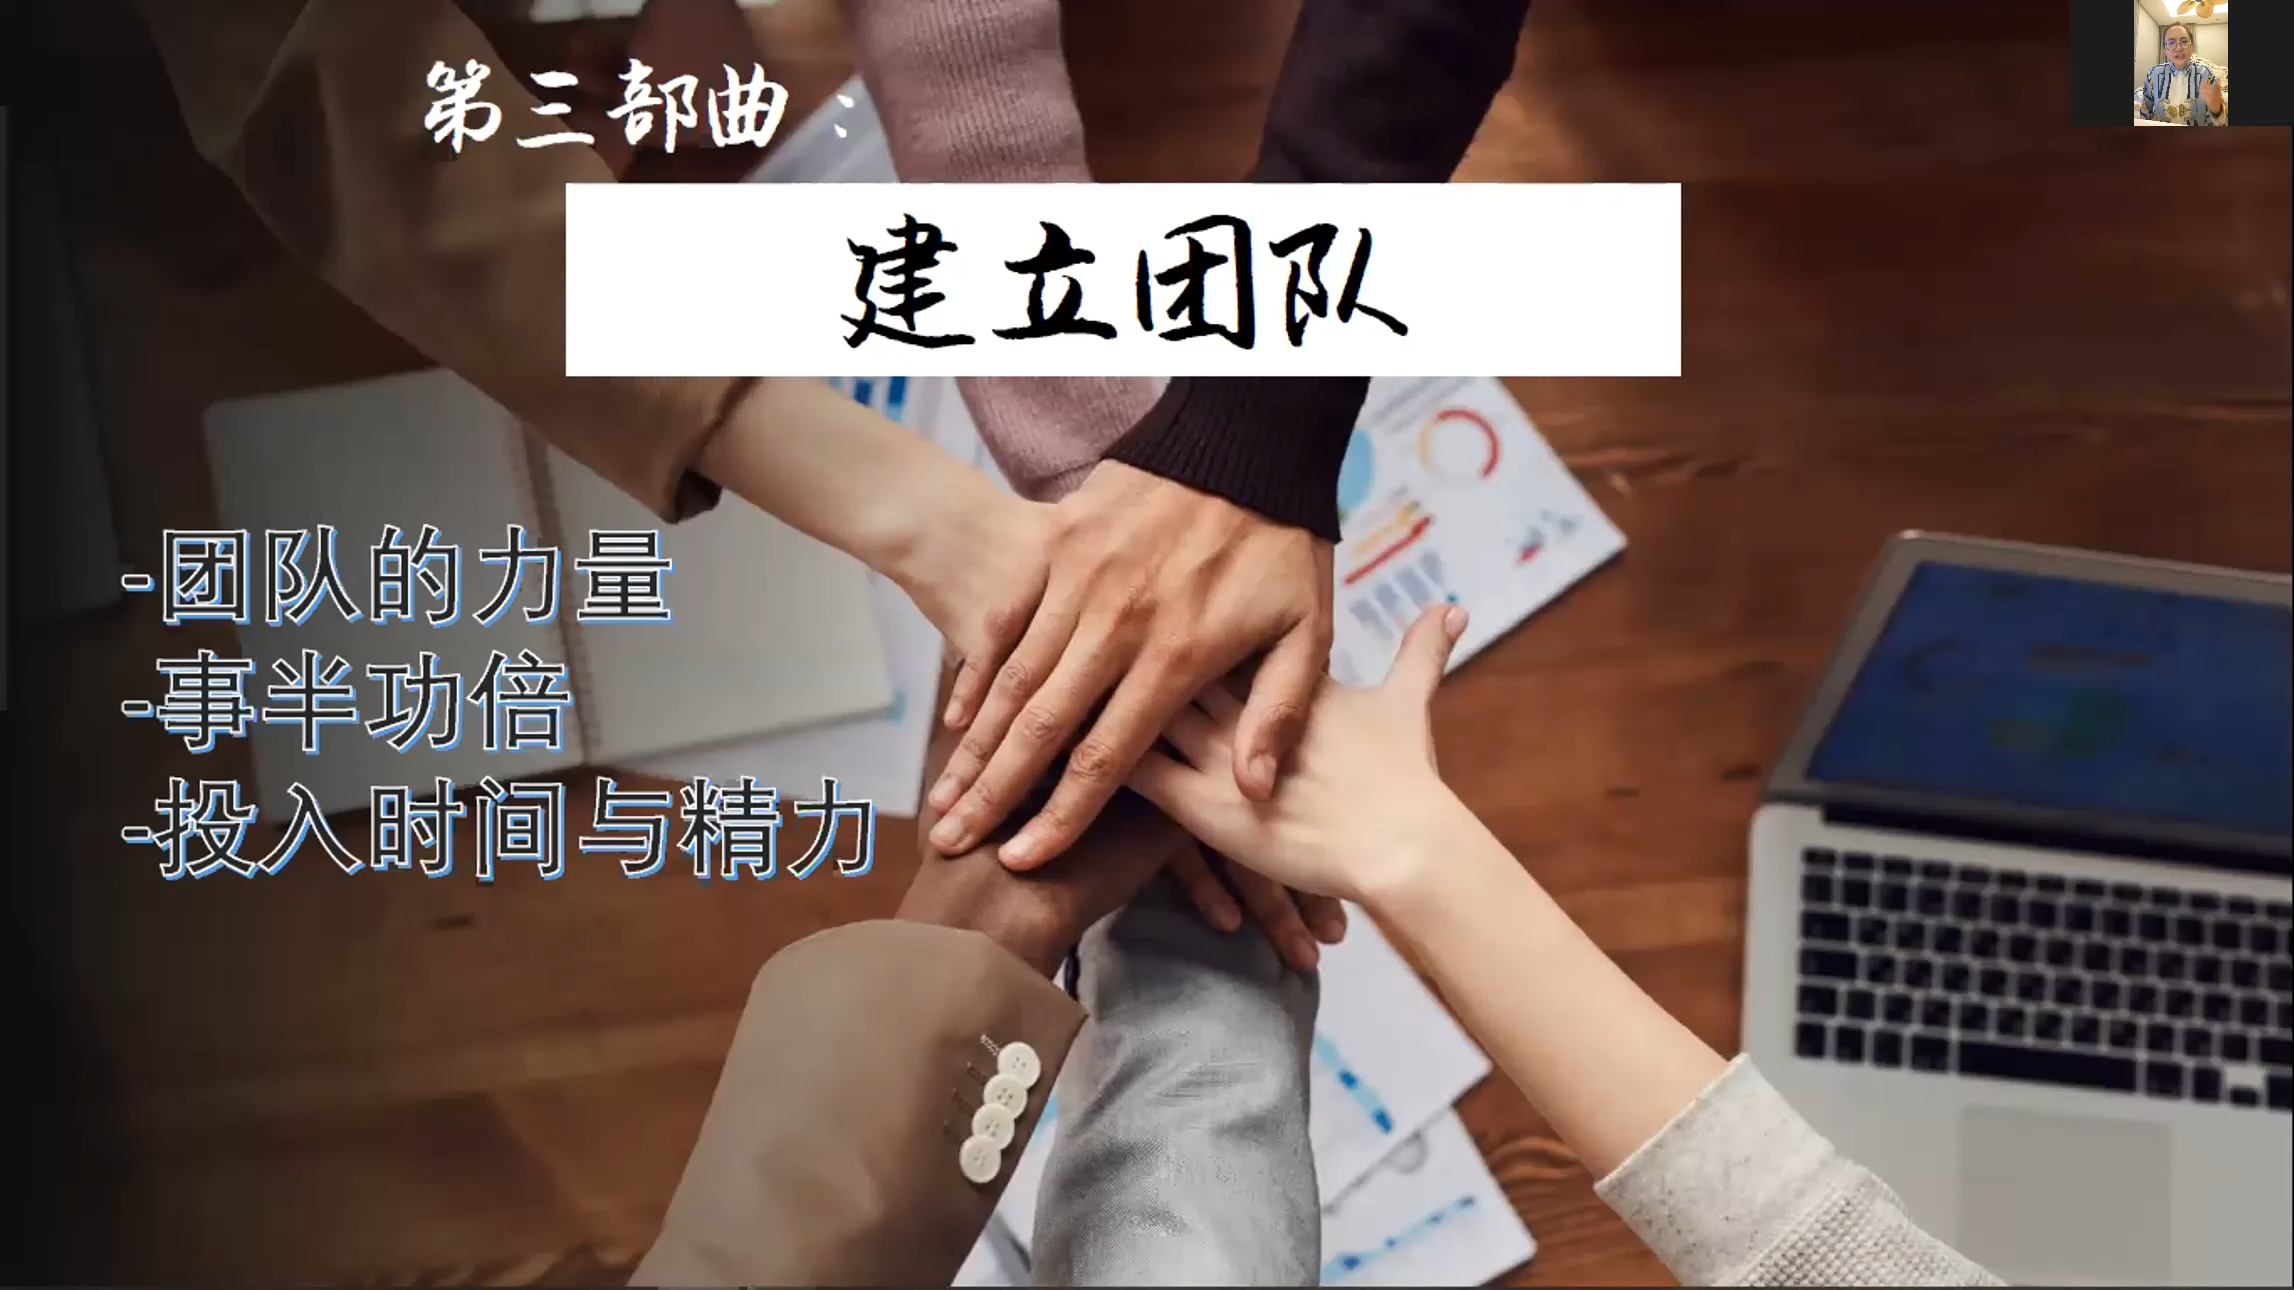 第三部曲：
建立团队
-团队的力量
-事半功倍
-投入时间与精力